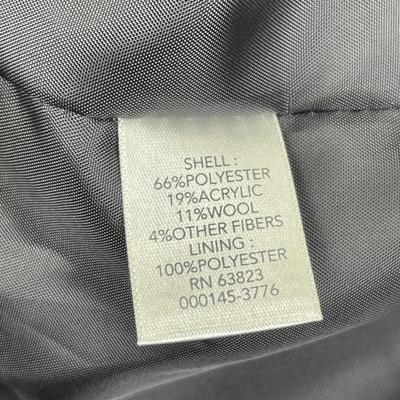 SHELL :
66%POLYESTER
19%ACRYLIC
11%WOOL
4%OTHER FIBERS
LINING :
100%POLYESTER
RN 63823
000145-3776